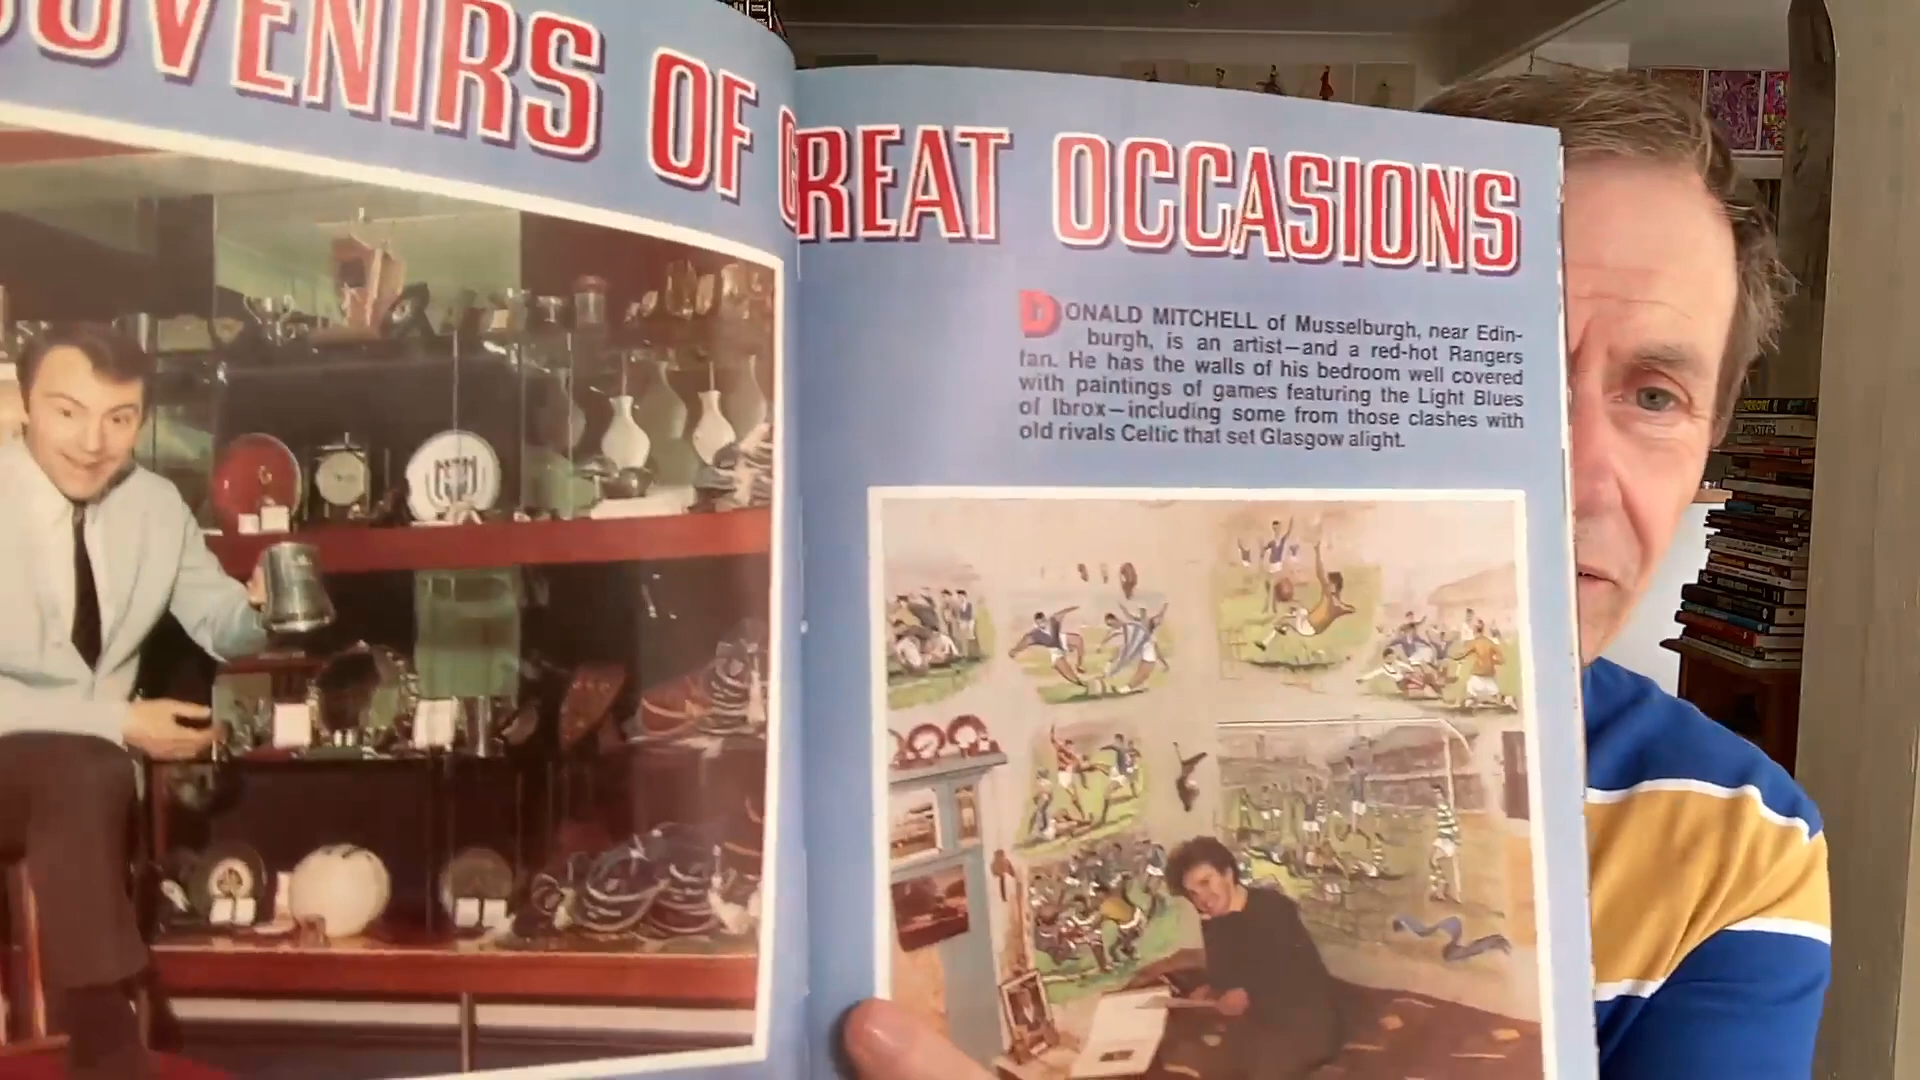 OUVENIRS OF GREAT OCCASIONS
DONALD MITCHELL of Musselburgh, near Edin-
burgh, is an artist—and a red-hot Rangers
fan. He has the walls of his bedroom well covered
with paintings of games featuring the Light Blues
of Ibrox—including some from those clashes with
old rivals Celtic that set Glasgow alight.
MONSTERS